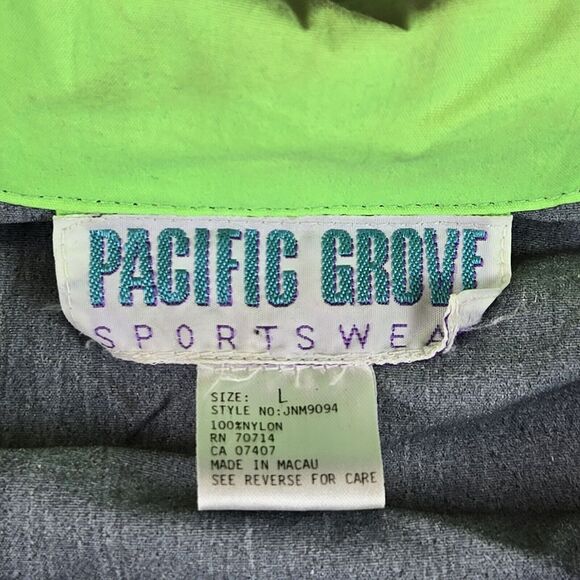 PACIFIC GROVE
SPORTSWEA
SIZE: L
STYLE NO:JNM9094
100%NYLON
RN 70714
CA 07407
MADE IN MACAU
SEE REVERSE FOR CARE